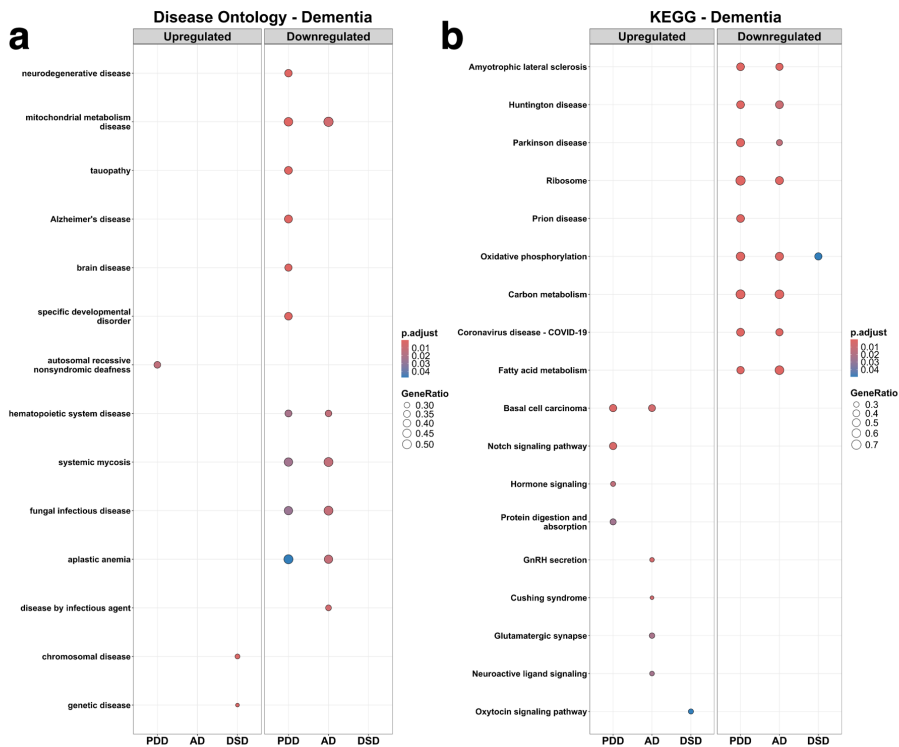 a
Disease Ontology - Dementia
Upregulated
Downregulated
neurodegenerative disease
mitochondrial metabolism
disease
tauopathy
Alzheimer's disease
brain disease
specific developmental
disorder
autosomal recessive
nonsyndromic deafness
hematopoietic system disease
systemic mycosis
fungal infectious disease
aplastic anemia
disease by infectious agent
chromosomal disease
genetic disease
PDD AD DSD PDD AD DSD
p.adjust
0.01
0.02
0.03
0.04
GeneRatio
0.30
0.35
0.40
0.45
0.50
b
KEGG - Dementia
Upregulated
Downregulated
Amyotrophic lateral sclerosis
Huntington disease
Parkinson disease
Ribosome
Prion disease
Oxidative phosphorylation
Carbon metabolism
Coronavirus disease - COVID-19
Fatty acid metabolism
Basal cell carcinoma
Notch signaling pathway
Hormone signaling
Protein digestion and
absorption
GnRH secretion
Cushing syndrome
Glutamatergic synapse
Neuroactive ligand signaling
Oxytocin signaling pathway
PDD AD DSD PDD AD DSD
p.adjust
0.01
0.02
0.03
0.04
GeneRatio
0.3
0.4
0.5
0.6
0.7